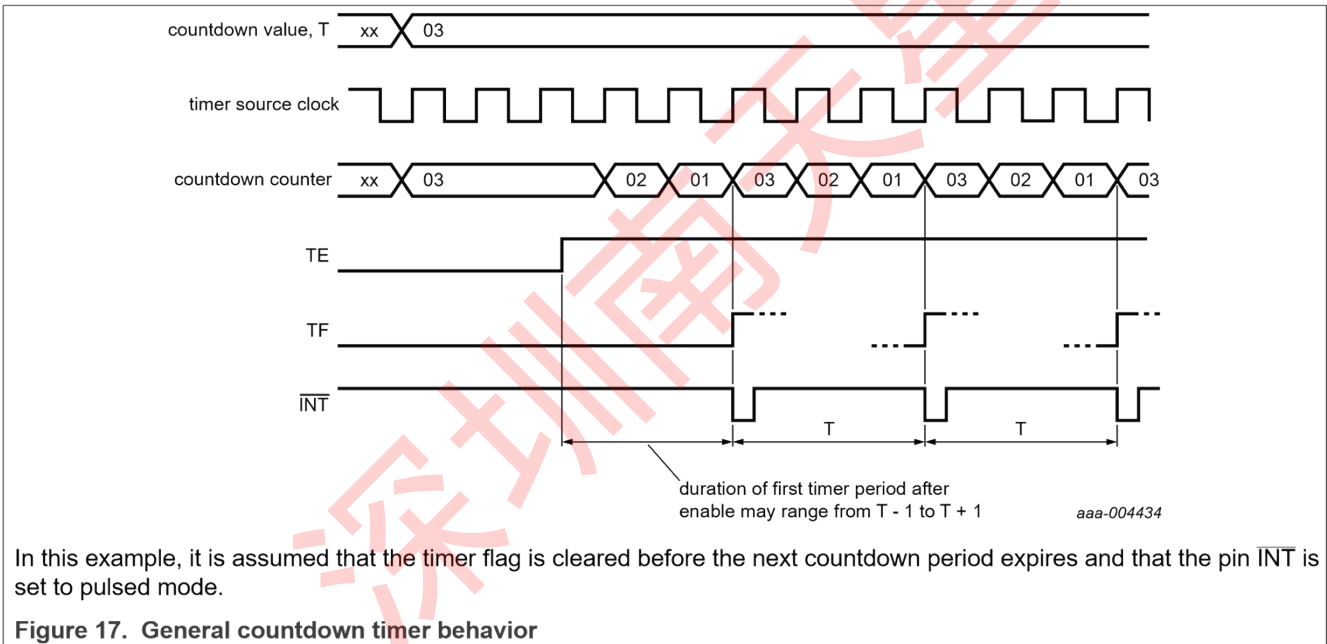 countdown value, T xx 03
timer source clock
countdown counter xx 03 02 01 03 02 01 03 02 01 03
TE
TF
INT
T T
duration of first timer period after
enable may range from T - 1 to T + 1
aaa-004434
In this example, it is assumed that the timer flag is cleared before the next countdown period expires and that the pin INT is
set to pulsed mode.
Figure 17. General countdown timer behavior
深圳南天星